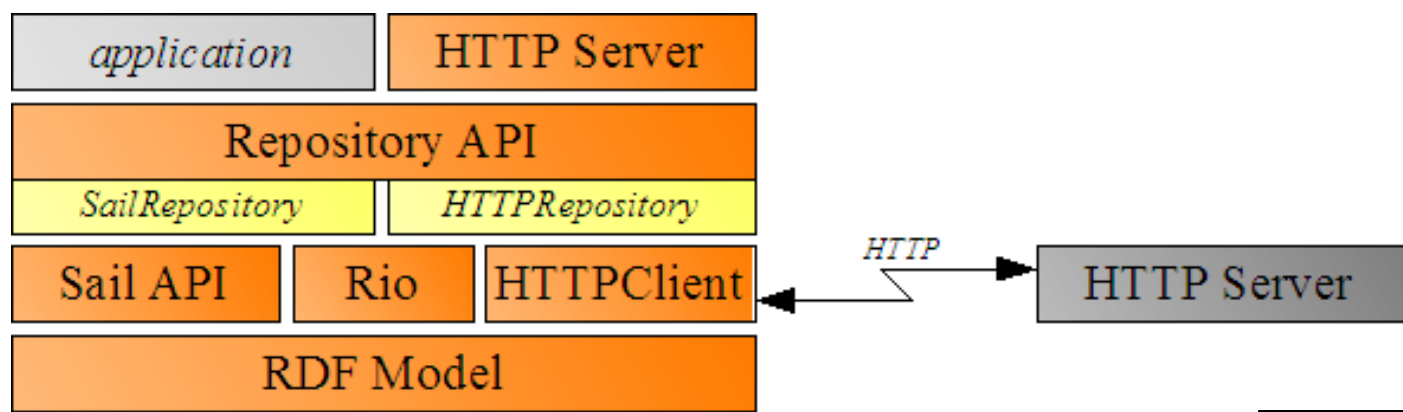 application
HTTP Server
Repository API
SailRepository
HTTPRepository
Sail API
Rio
HTTPClient
HTTP
HTTP Server
RDF Model